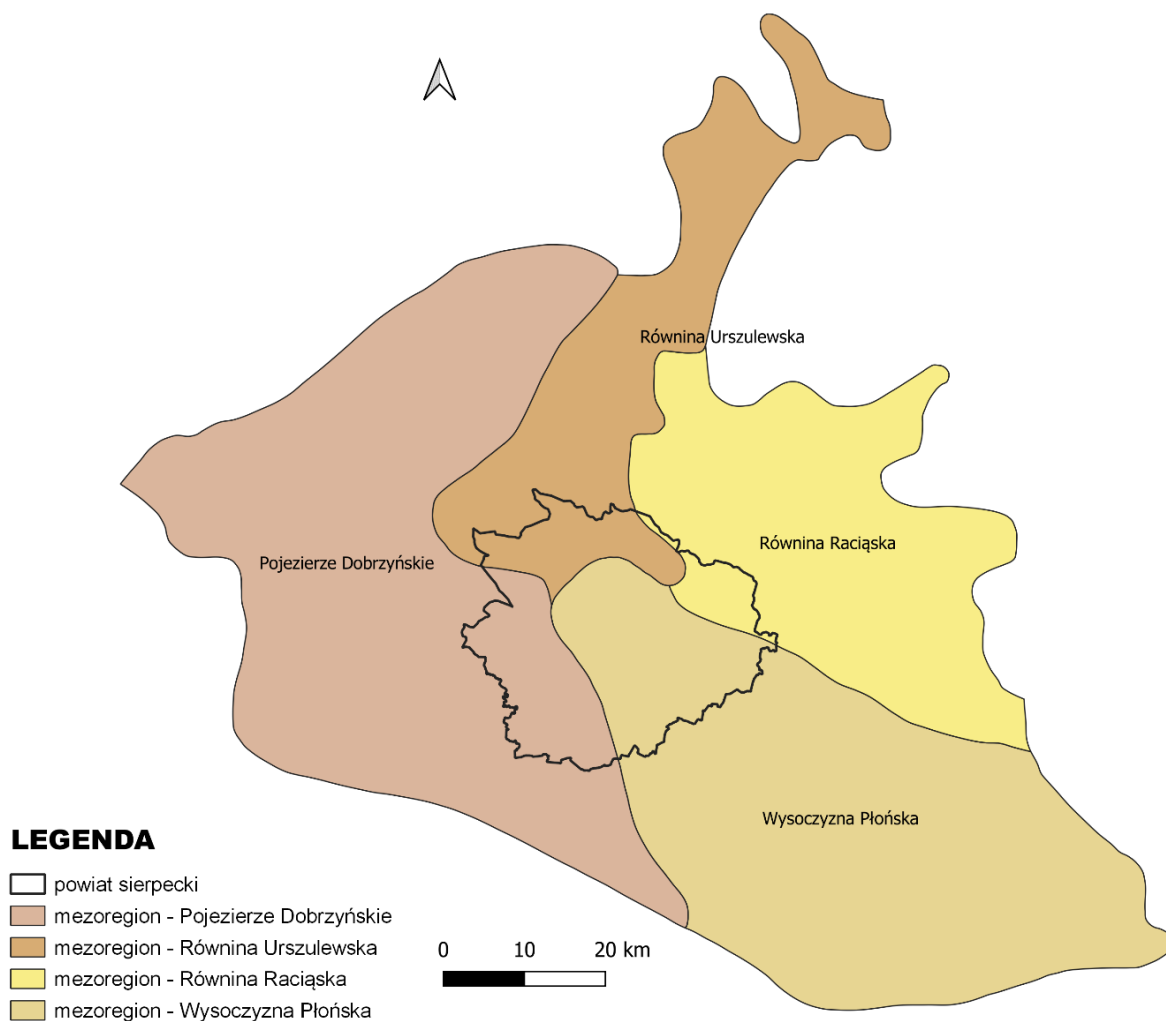 Równina Urszulewska
Równina Raciąska
Pojezierze Dobrzyńskie
Wysoczyzna Płońska
LEGENDA
powiat sierpecki
mezoregion - Pojezierze Dobrzyńskie
mezoregion - Równina Urszulewska
mezoregion - Równina Raciąska
mezoregion - Wysoczyzna Płońska
0 10 20 km